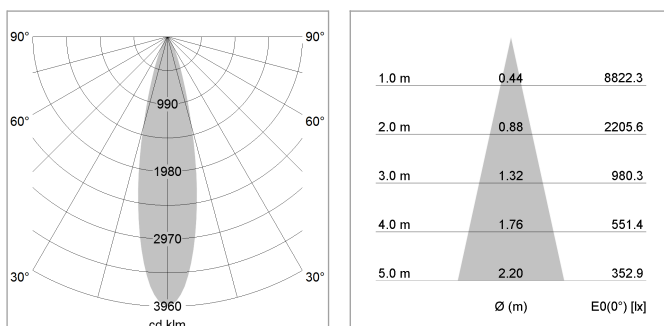 90° 90°
990
60° 60°
1980
2970
30° 30°
3960
cd klm
1.0 m 0.44 8822.3
2.0 m 0.88 2205.6
3.0 m 1.32 980.3
4.0 m 1.76 551.4
5.0 m 2.20 352.9
Ø (m) E0(0°) [lx]